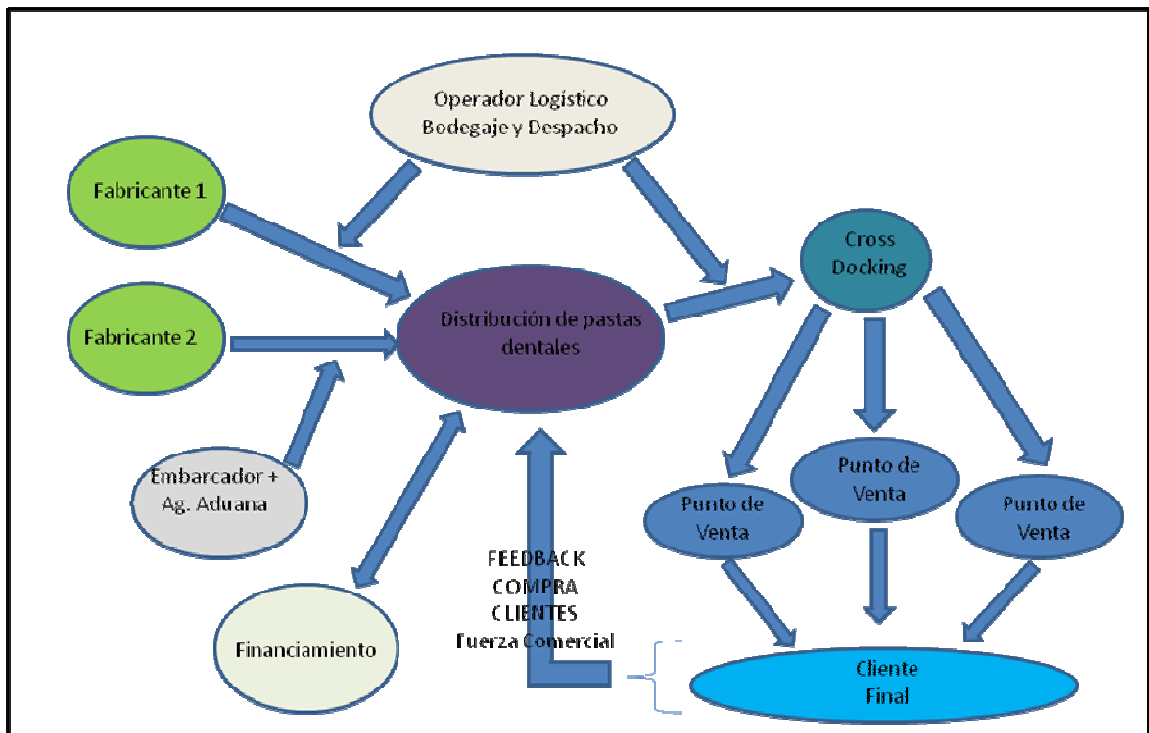 Operador Logístico
Bodegaje y Despacho
Fabricante 1
Cross
Docking
Fabricante 2
Distribución de pastas
dentales
Embarcador +
Ag. Aduana
Punto de
Venta
Punto de
Venta
Punto de
Venta
FEEDBACK
COMPRA
CLIENTES
Fuerza Comercial
Financiamiento
Cliente
Final